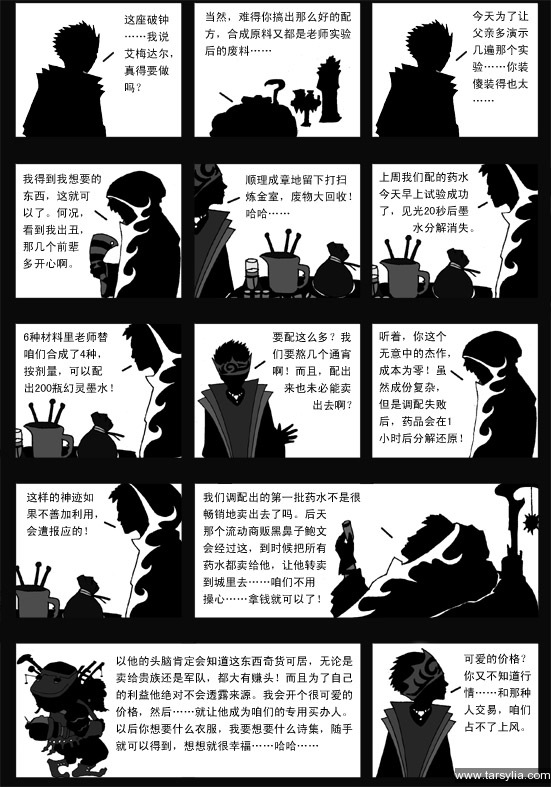 这座破钟
……我说
艾梅达尔，
真得要做
吗？
当然，难得你搞出那么好的配
方，合成原料又都是老师实验
后的废料……
今天为了让
父亲多演示
几遍那个实
验……你装
傻装得也太
……
我得到我想要的
东西，这就可
以了。何况，
看到我出丑，
那几个前辈
多开心啊。
顺理成章地留下打扫
炼金室，废物大回收！
哈哈……
上周我们配的药水
今天早上试验成功
了，见光20秒后墨
水分解消失。
6种材料里老师替
咱们合成了4种，
按剂量，可以配
出200瓶幻灵墨水！
要配这么多？我
们要熬几个通宵
啊！而且，配出
来也未必能卖
出去啊？
听着，你这个
无意中的杰作，
成本为零！虽
然成份复杂，
但是调配失败
后，药品会在1
小时后分解还原！
这样的神迹如
果不善加利用，
会遭报应的！
我们调配出的第一批药水不是很
畅销地卖出去了吗。后天
那个流动商贩黑鼻子鲍文
会经过这，到时候把所有
药水都卖给他，让他转卖
到城里去……咱们不用
操心……拿钱就可以了！
以他的头脑肯定会知道这东西奇货可居，无论是
卖给贵族还是军队，都大有赚头！而且为了自己
的利益他绝对不会透露来源。我会开个很可爱的
价格，然后……就让他成为咱们的专用买办人。
以后你想要什么衣服，我要想要什么诗集，随手
就可以得到，想想就很幸福……哈哈……
可爱的价格？
你又不知道行
情……和那种
人交易，咱们
占不了上风。
www.tarsylia.com